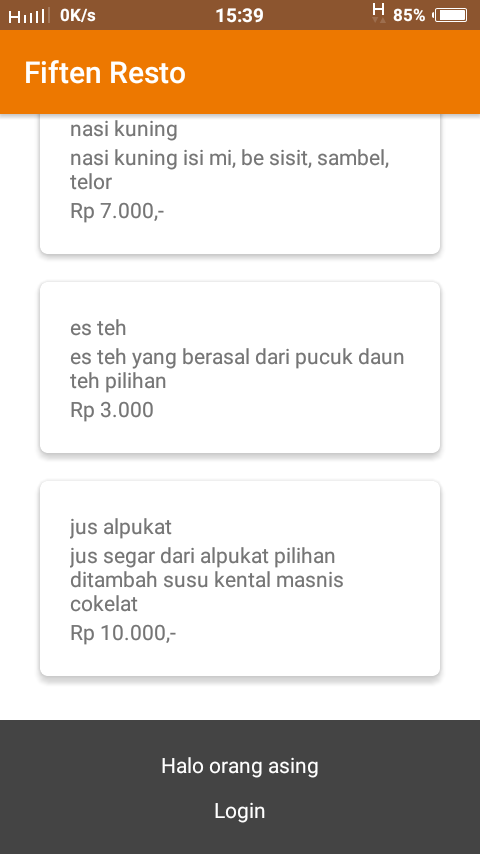 H 0K/s 15:39 H 85%
Fiften Resto
nasi kuning
nasi kuning isi mi, be sisit, sambel,
telor
Rp 7.000,-
es teh
es teh yang berasal dari pucuk daun
teh pilihan
Rp 3.000
jus alpukat
jus segar dari alpukat pilihan
ditambah susu kental masnis
cokelat
Rp 10.000,-
Halo orang asing
Login